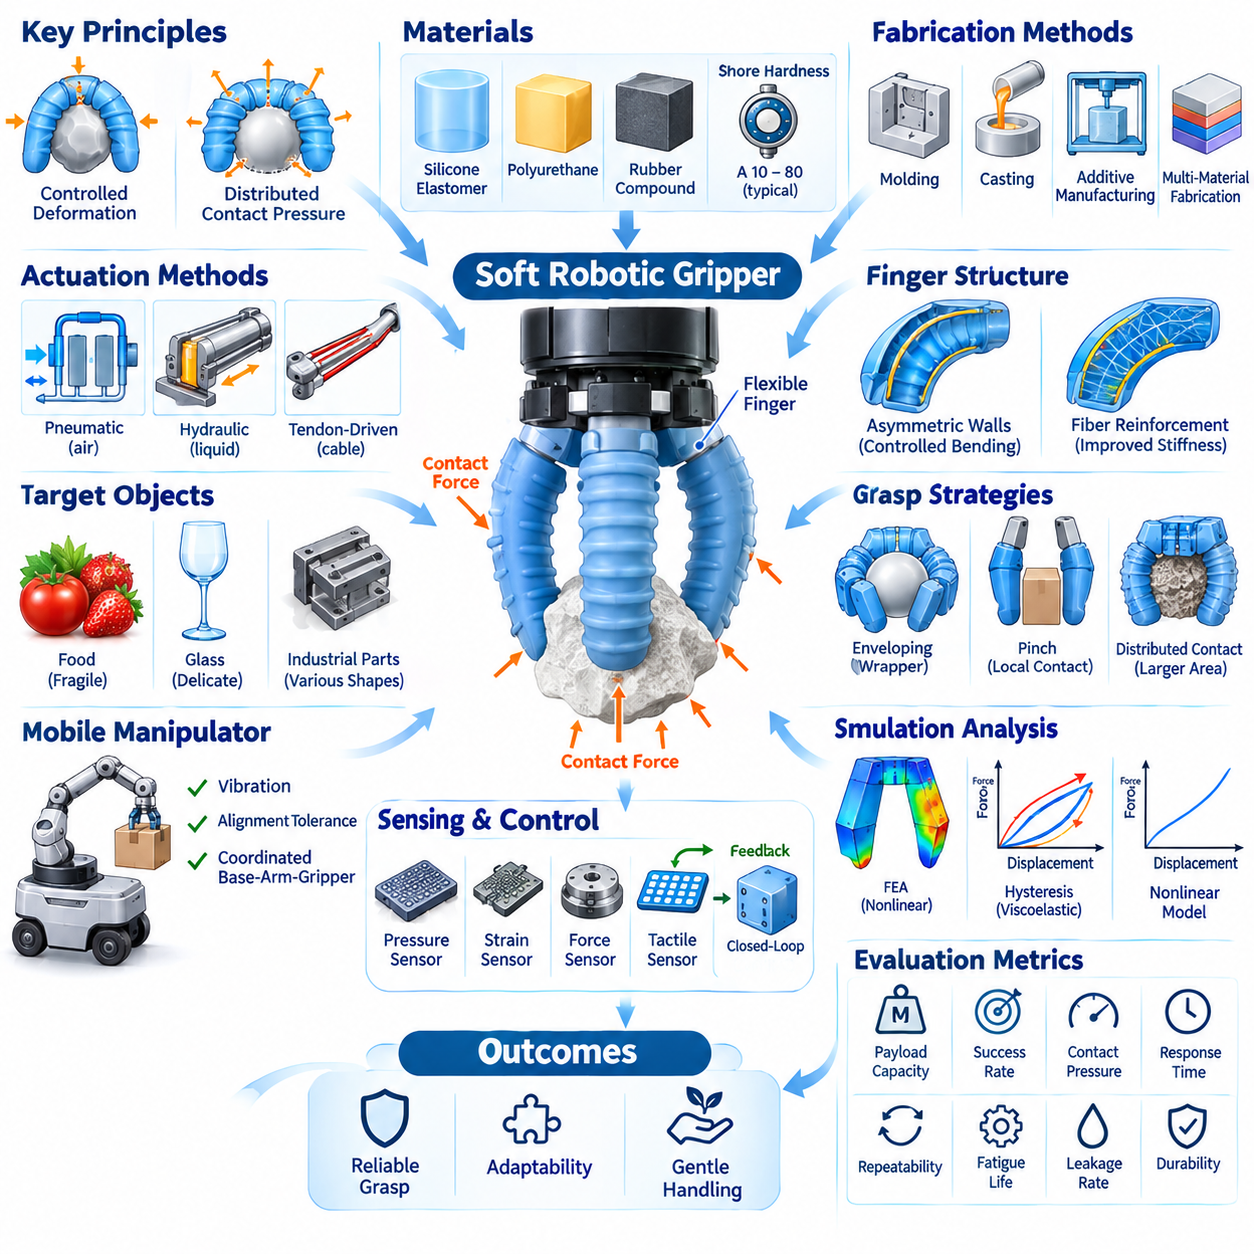 Key Principles
Controlled
Deformation
Distributed
Contact Pressure
Materials
Silicone
Elastomer
Polyurethane
Rubber
Compound
Shore Hardness
A 10 – 80
(typical)
Fabrication Methods
Molding
Casting
Additive
Manufacturing
Multi-Material
Fabrication
Soft Robotic Gripper
Actuation Methods
Pneumatic
(air)
Hydraulic
(liquid)
Tendon-Driven
(cable)
Flexible
Finger
Contact
Force
Contact Force
Finger Structure
Asymmetric Walls
(Controlled Bending)
Fiber Reinforcement
(Improved Stiffness)
Target Objects
Food
(Fragile)
Glass
(Delicate)
Industrial Parts
(Various Shapes)
Grasp Strategies
Enveloping
(Wrapper)
Pinch
(Local Contact)
Distributed Contact
(Larger Area)
Mobile Manipulator
Vibration
Alignment Tolerance
Coordinated
Base-Arm-Gripper
Smulation Analysis
FEA
(Nonlinear)
Force
Displacement
Hysteresis
(Viscoelastic)
Force
Displacement
Nonlinear
Model
Sensing & Control
Pressure
Sensor
Strain
Sensor
Force
Sensor
Tactile
Sensor
Feedback
Closed-Loop
Evaluation Metrics
M
Payload
Capacity
Success
Rate
Contact
Pressure
Response
Time
Repeatability
Fatigue
Life
Leakage
Rate
Durability
Outcomes
Reliable
Grasp
Adaptability
Gentle
Handling